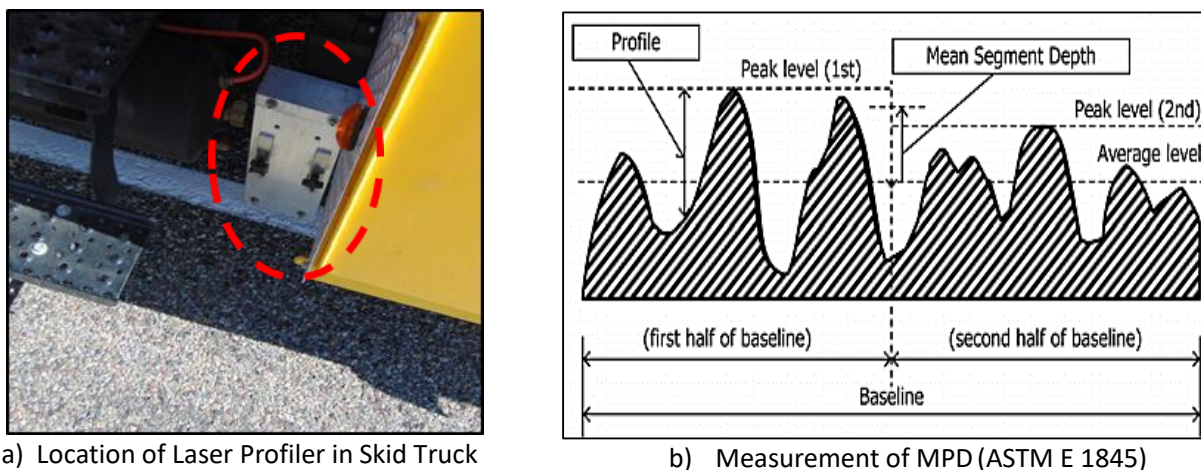 Profile
Mean Segment Depth
Peak level (1st)
Peak level (2nd)
Average level
(first half of baseline)
(second half of baseline)
Baseline
a) Location of Laser Profiler in Skid Truck
b) Measurement of MPD (ASTM E 1845)